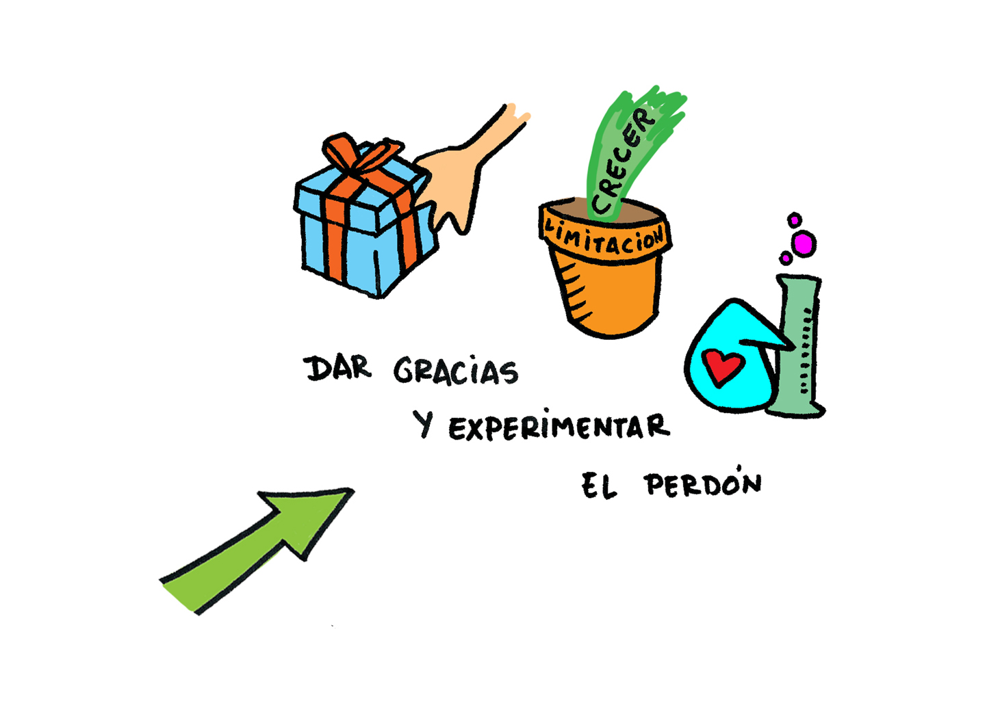 CRECER
LiMiTACiON
DAR GRACiAS
Y EXPERiMENTAR
EL PERDÓN